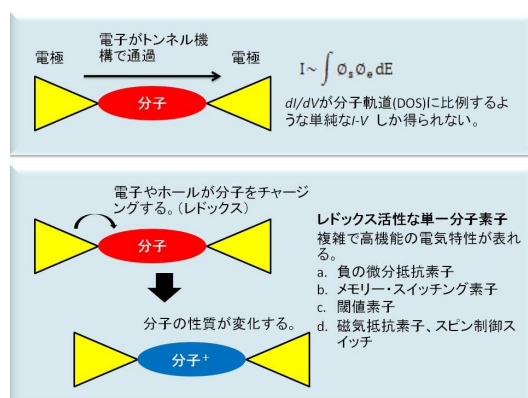 電子がトンネル機
構で通過
電極
電極
分子
I~∫ØsØedE
dI/dVが分子軌道(DOS)に比例するよ
うな単純なI-V しか得られない。
電子やホールが分子をチャージ
ングする。(レドックス)
分子
分子の性質が変化する。
分子+
レドックス活性な単一分子素子
複雑で高機能の電気特性が表れ
る。
a. 負の微分抵抗素子
b. メモリー・スイッチング素子
c. 閾値素子
d. 磁気抵抗素子、スピン制御ス
イッチ